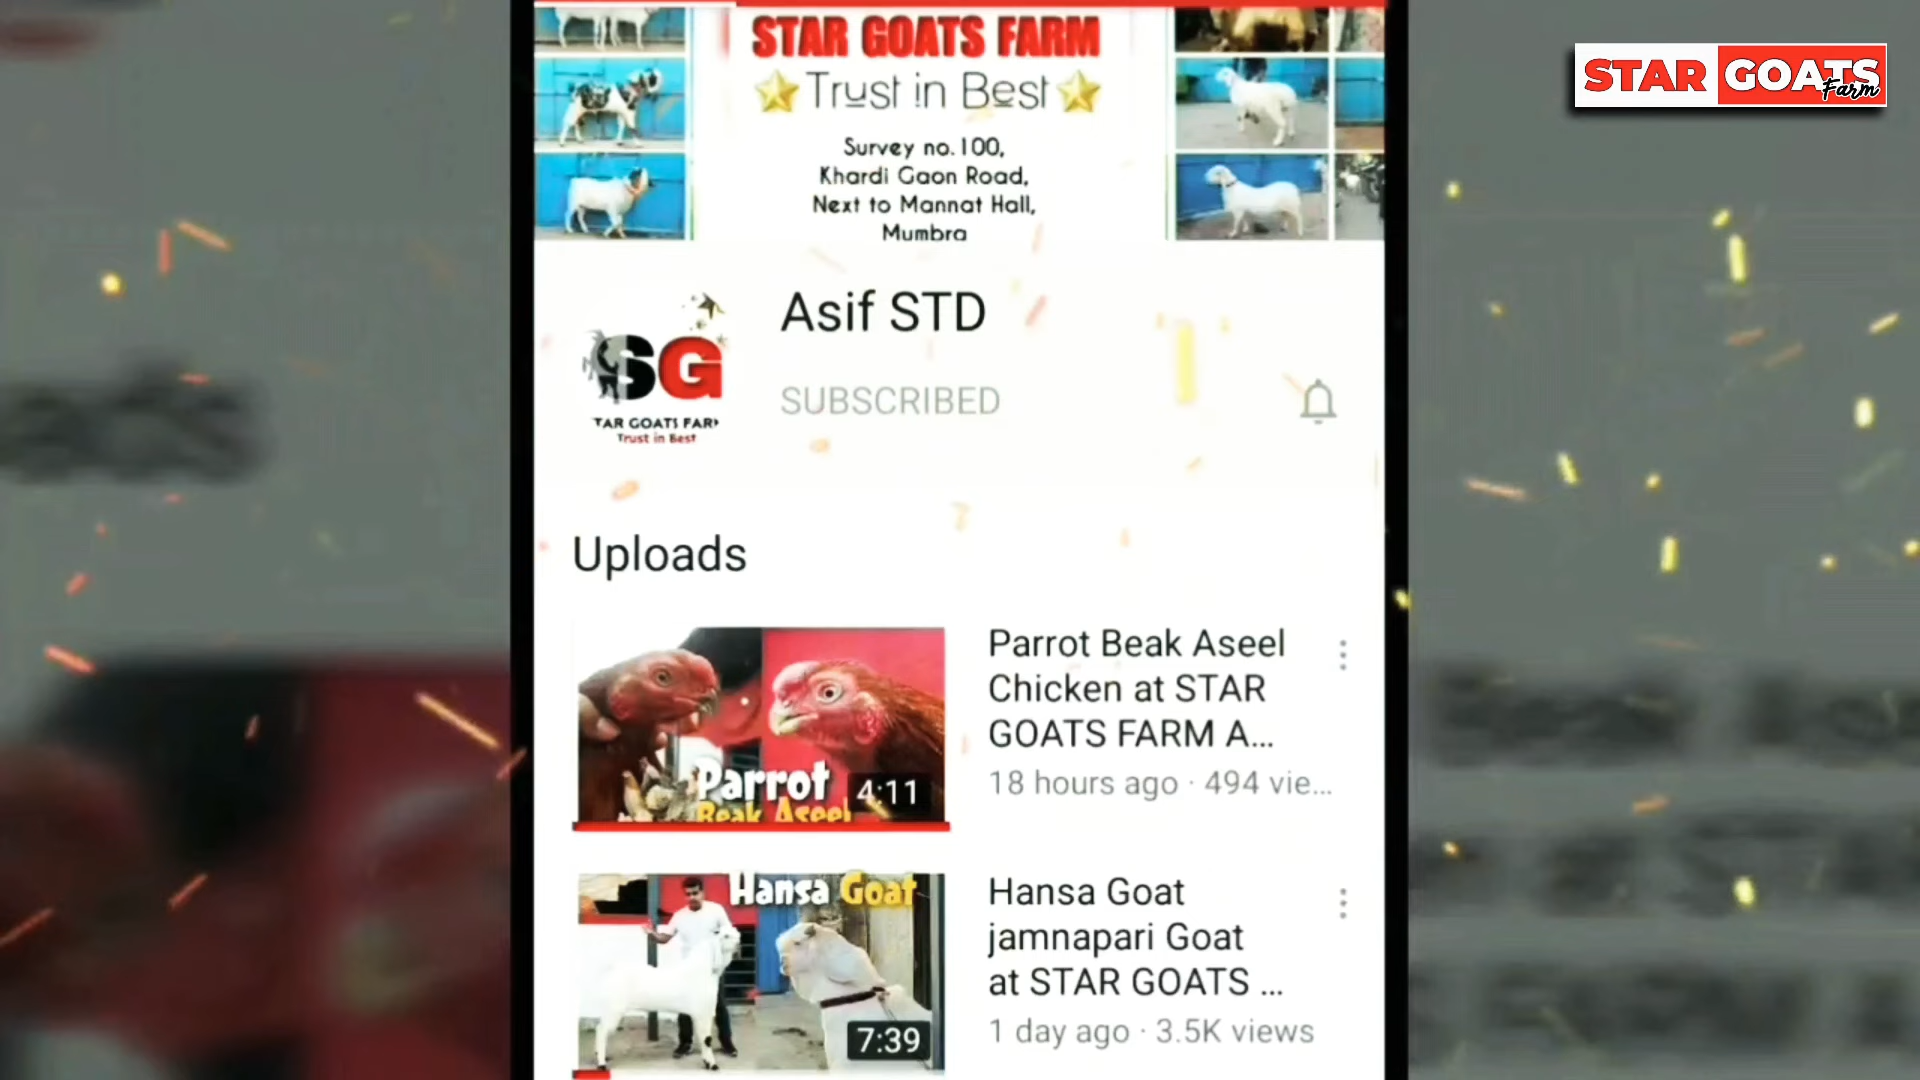 STAR GOATS FARM
Trust in Best
Survey no.100,
Khardi Gaon Road,
Next to Mannat Hall,
Mumbra
STAR GOATS
Farm
Asif STD
SUBSCRIBED
SG
TAR GOATS FAR
Trust in Best
Uploads
Parrot
Beak Aseel
4:11
Parrot Beak Aseel
Chicken at STAR
GOATS FARM A...
18 hours ago · 494 vie...
Hansa Goat
7:39
Hansa Goat
jamnapari Goat
at STAR GOATS ...
1 day ago · 3.5K views